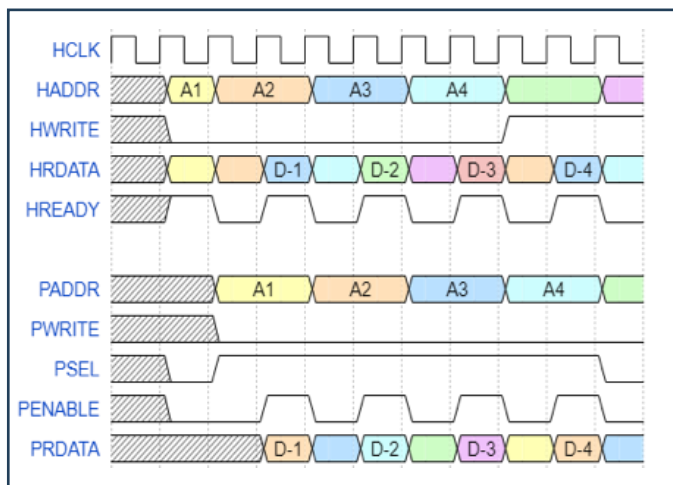 HCLK
HADDR A1 A2 A3 A4
HWRITE
HRDATA D-1 D-2 D-3 D-4
HREADY
PADDR A1 A2 A3 A4
PWRITE
PSEL
PENABLE
PRDATA D-1 D-2 D-3 D-4